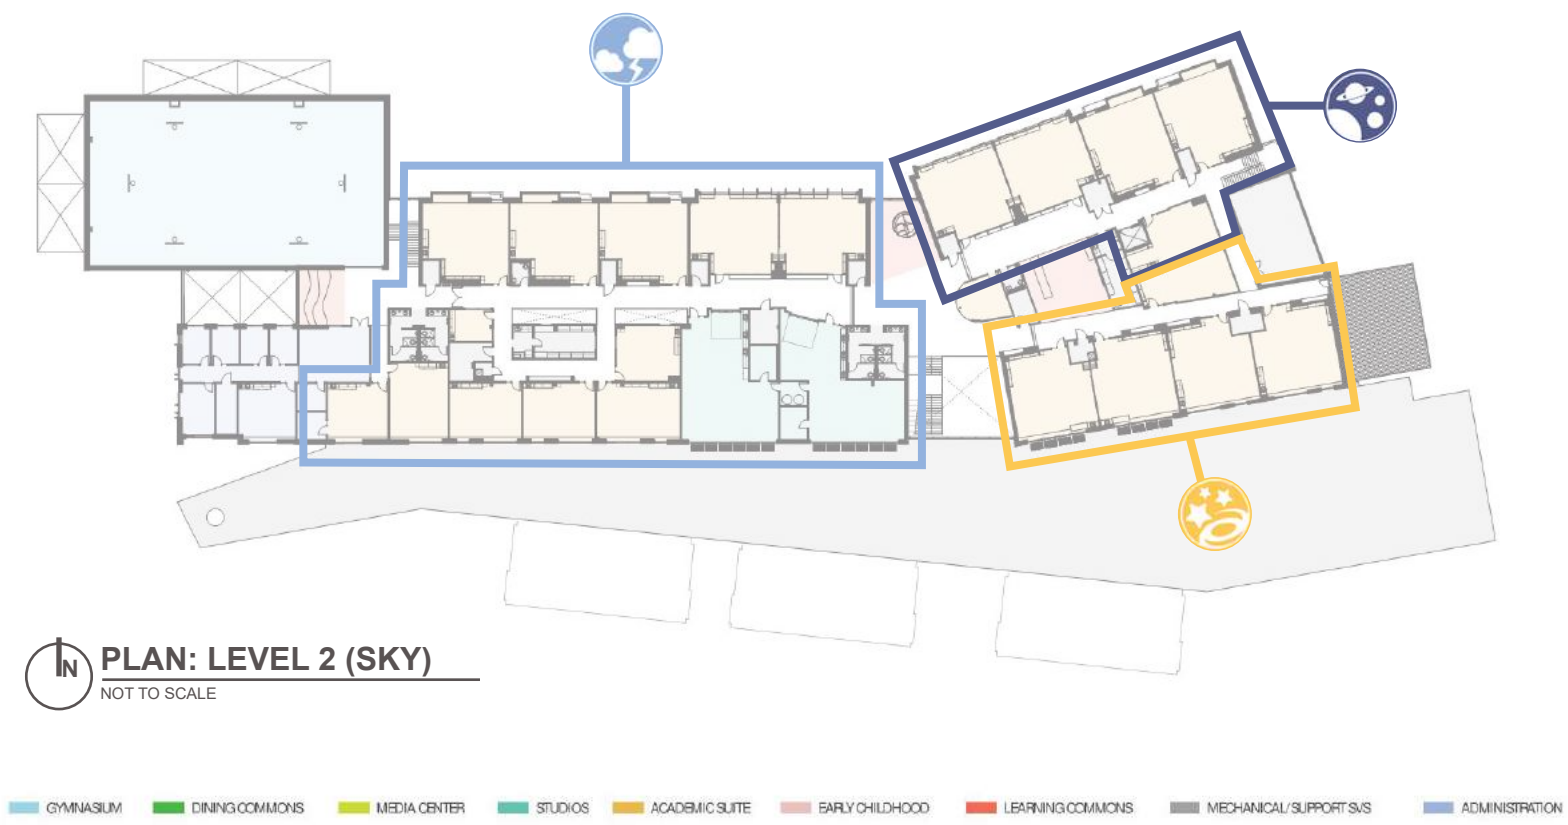 N
PLAN: LEVEL 2 (SKY)
NOT TO SCALE
GYMNASIUM
DINING COMMONS
MEDIA CENTER
STUDIOS
ACADEMIC SUITE
EARLY CHILDHOOD
LEARNING COMMONS
MECHANICAL/SUPPORT SVS
ADMINISTRATION